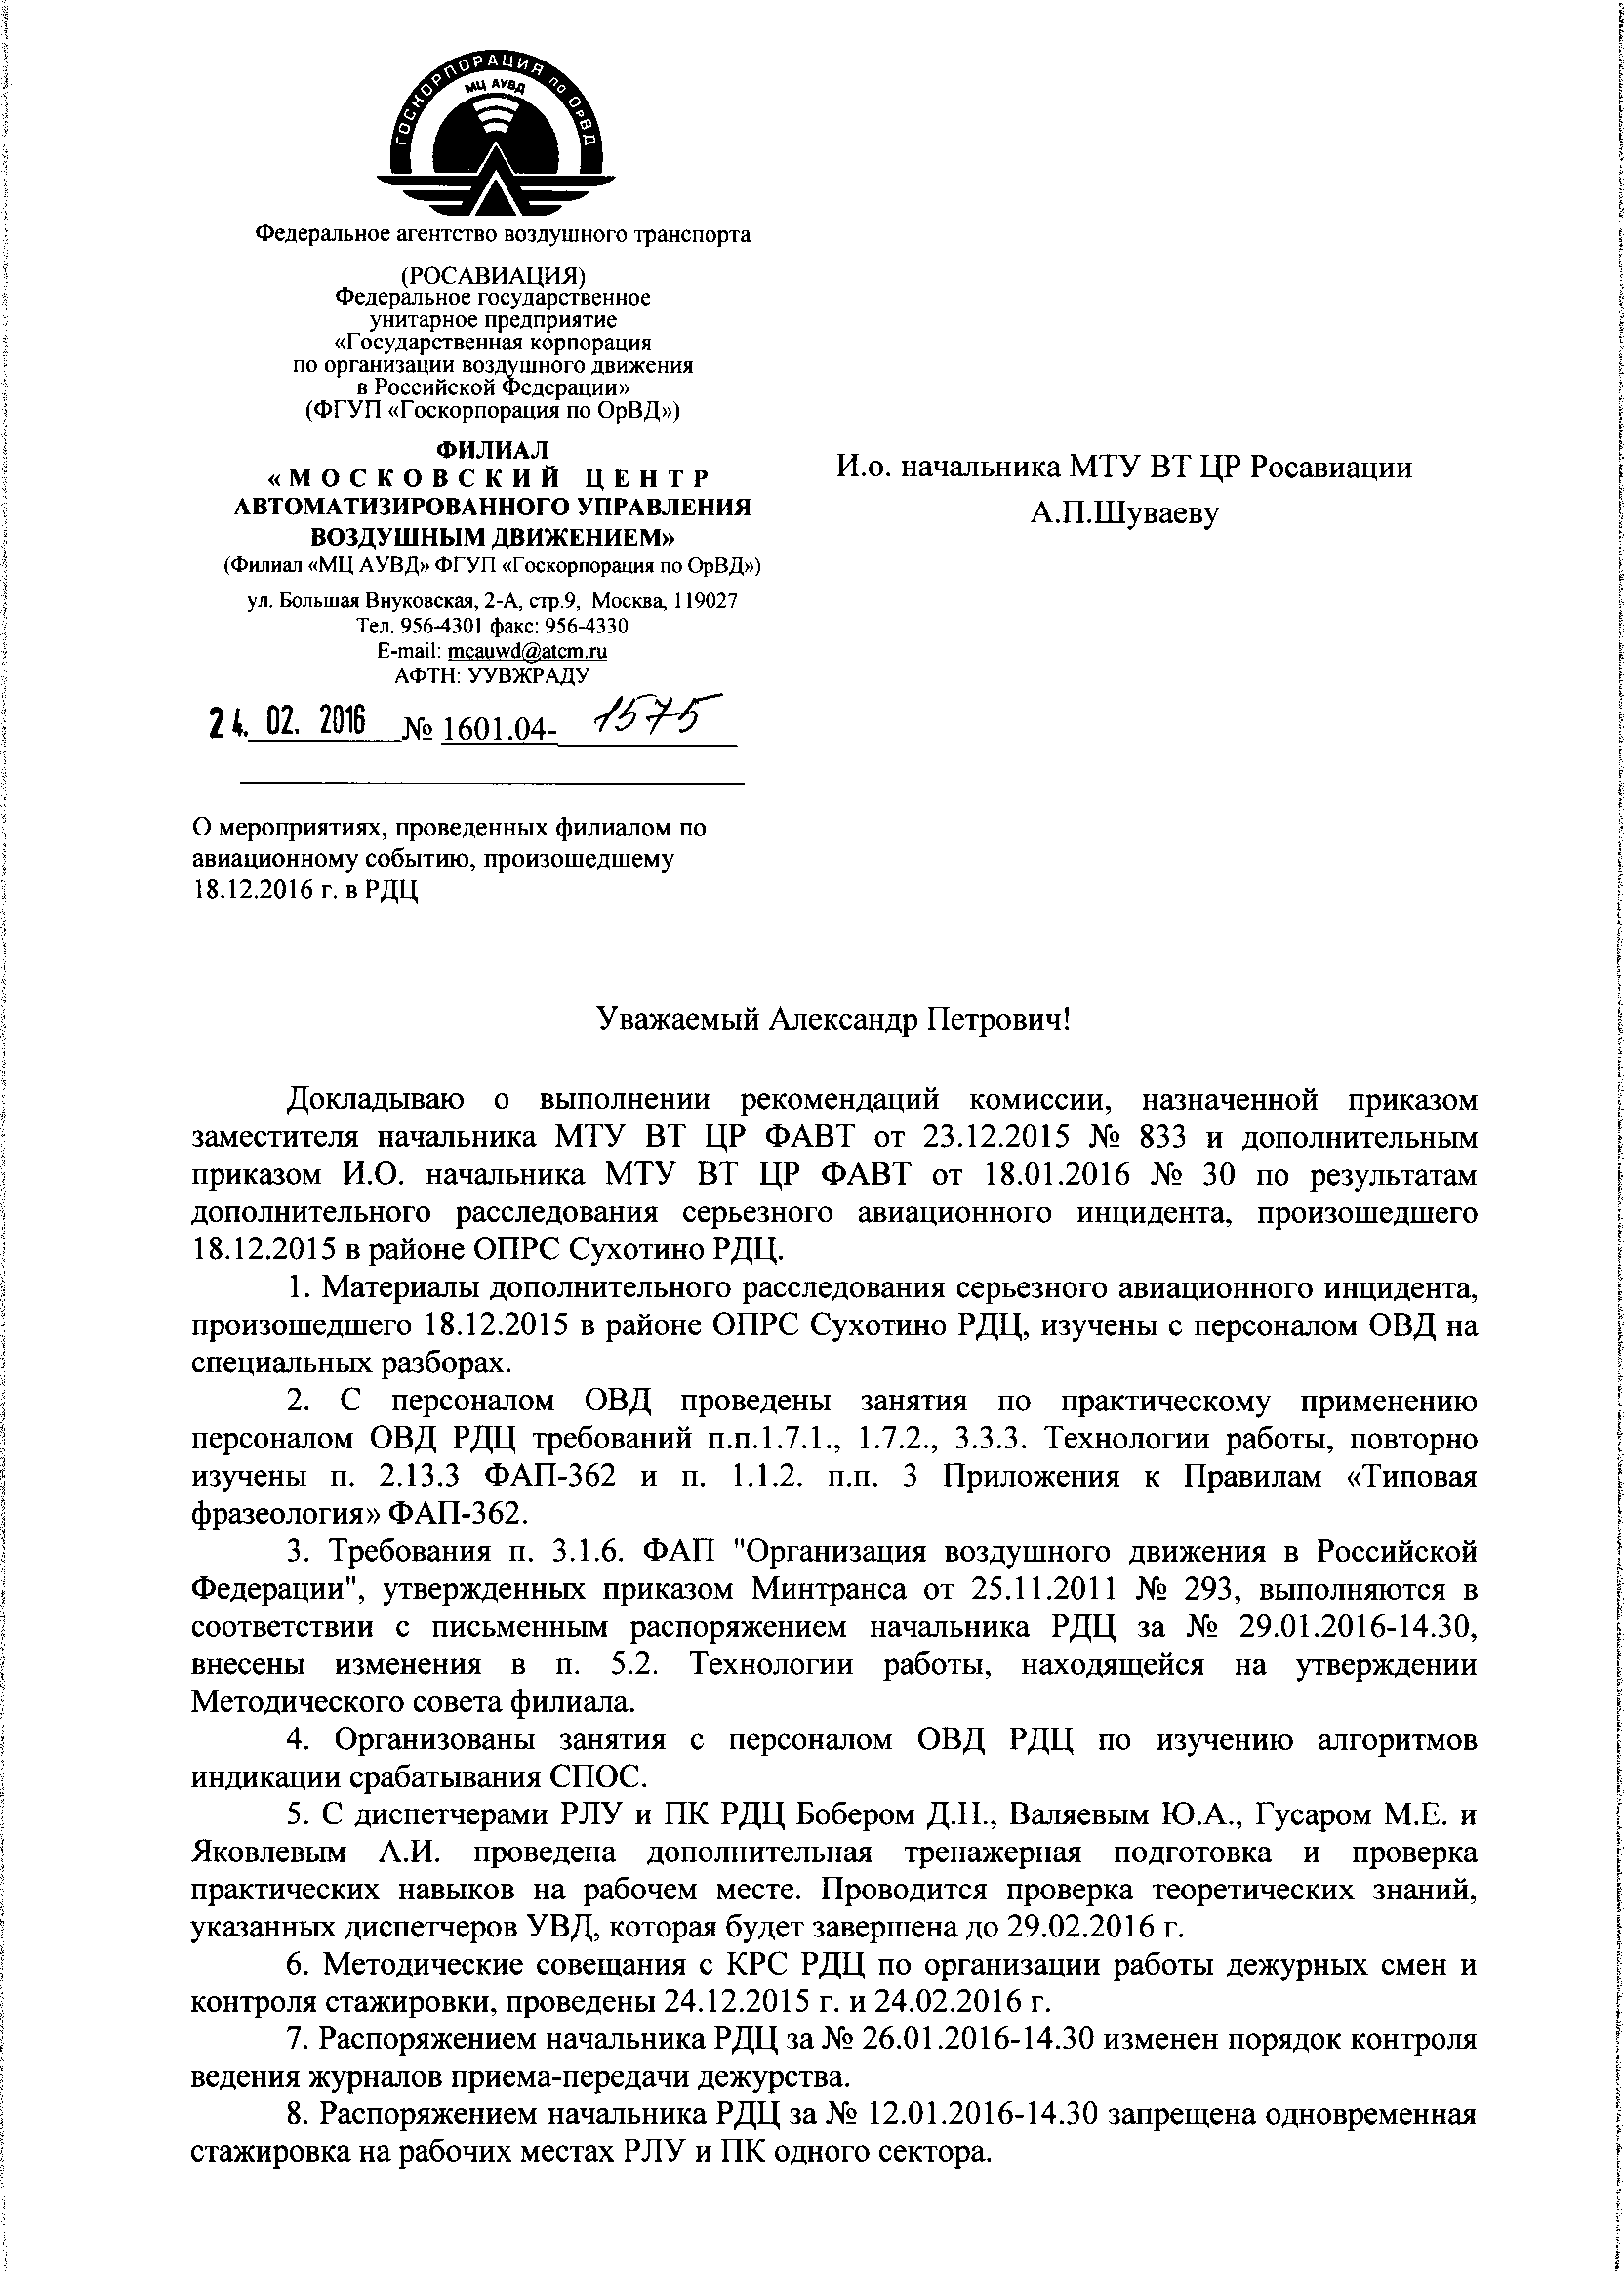 ГОСКОРПОРАЦИЯ по ОрВД
МЦ АУВД
Федеральное агентство воздушного транспорта
(РОСАВИАЦИЯ)
Федеральное государственное
унитарное предприятие
«Государственная корпорация
по организации воздушного движения
в Российской Федерации»
(ФГУП «Госкорпорация по ОрВД»)
ФИЛИАЛ
«МОСКОВСКИЙ ЦЕНТР
АВТОМАТИЗИРОВАННОГО УПРАВЛЕНИЯ
ВОЗДУШНЫМ ДВИЖЕНИЕМ»
(Филиал «МЦ АУВД» ФГУП «Госкорпорация по ОрВД»)
ул. Большая Внуковская, 2-А, стр.9, Москва, 119027
Тел. 956-4301 факс: 956-4330
E-mail: mcauwd@atcm.ru
АФТН: УУВЖРАДУ
24. 02. 2016 № 1601.04- 1575
И.о. начальника МТУ ВТ ЦР Росавиации
А.П.Шуваеву
О мероприятиях, проведенных филиалом по
авиационному событию, произошедшему
18.12.2016 г. в РДЦ
Уважаемый Александр Петрович!
Докладываю о выполнении рекомендаций комиссии, назначенной приказом
заместителя начальника МТУ ВТ ЦР ФАВТ от 23.12.2015 № 833 и дополнительным
приказом И.О. начальника МТУ ВТ ЦР ФАВТ от 18.01.2016 № 30 по результатам
дополнительного расследования серьезного авиационного инцидента, произошедшего
18.12.2015 в районе ОПРС Сухотино РДЦ.
1. Материалы дополнительного расследования серьезного авиационного инцидента,
произошедшего 18.12.2015 в районе ОПРС Сухотино РДЦ, изучены с персоналом ОВД на
специальных разборах.
2. С персоналом ОВД проведены занятия по практическому применению
персоналом ОВД РДЦ требований п.п.1.7.1., 1.7.2., 3.3.3. Технологии работы, повторно
изучены п. 2.13.3 ФАП-362 и п. 1.1.2. п.п. 3 Приложения к Правилам «Типовая
фразеология» ФАП-362.
3. Требования п. 3.1.6. ФАП "Организация воздушного движения в Российской
Федерации", утвержденных приказом Минтранса от 25.11.2011 № 293, выполняются в
соответствии с письменным распоряжением начальника РДЦ за № 29.01.2016-14.30,
внесены изменения в п. 5.2. Технологии работы, находящейся на утверждении
Методического совета филиала.
4. Организованы занятия с персоналом ОВД РДЦ по изучению алгоритмов
индикации срабатывания СПОС.
5. С диспетчерами РЛУ и ПК РДЦ Бобером Д.Н., Валяевым Ю.А., Гусаром М.Е. и
Яковлевым А.И. проведена дополнительная тренажерная подготовка и проверка
практических навыков на рабочем месте. Проводится проверка теоретических знаний,
указанных диспетчеров УВД, которая будет завершена до 29.02.2016 г.
6. Методические совещания с КРС РДЦ по организации работы дежурных смен и
контроля стажировки, проведены 24.12.2015 г. и 24.02.2016 г.
7. Распоряжением начальника РДЦ за № 26.01.2016-14.30 изменен порядок контроля
ведения журналов приема-передачи дежурства.
8. Распоряжением начальника РДЦ за № 12.01.2016-14.30 запрещена одновременная
стажировка на рабочих местах РЛУ и ПК одного сектора.